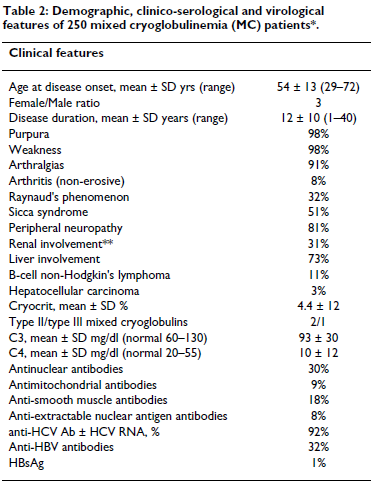 Table 2: Demographic, clinico-serological and virological
features of 250 mixed cryoglobulinemia (MC) patients*.
Clinical features
Age at disease onset, mean ± SD yrs (range) 54 ± 13 (29–72)
Female/Male ratio 3
Disease duration, mean ± SD years (range) 12 ± 10 (1–40)
Purpura 98%
Weakness 98%
Arthralgias 91%
Arthritis (non-erosive) 8%
Raynaud's phenomenon 32%
Sicca syndrome 51%
Peripheral neuropathy 81%
Renal involvement** 31%
Liver involvement 73%
B-cell non-Hodgkin's lymphoma 11%
Hepatocellular carcinoma 3%
Cryocrit, mean ± SD % 4.4 ± 12
Type II/type III mixed cryoglobulins 2/1
C3, mean ± SD mg/dl (normal 60–130) 93 ± 30
C4, mean ± SD mg/dl (normal 20–55) 10 ± 12
Antinuclear antibodies 30%
Antimitochondrial antibodies 9%
Anti-smooth muscle antibodies 18%
Anti-extractable nuclear antigen antibodies 8%
anti-HCV Ab ± HCV RNA, % 92%
Anti-HBV antibodies 32%
HBsAg 1%